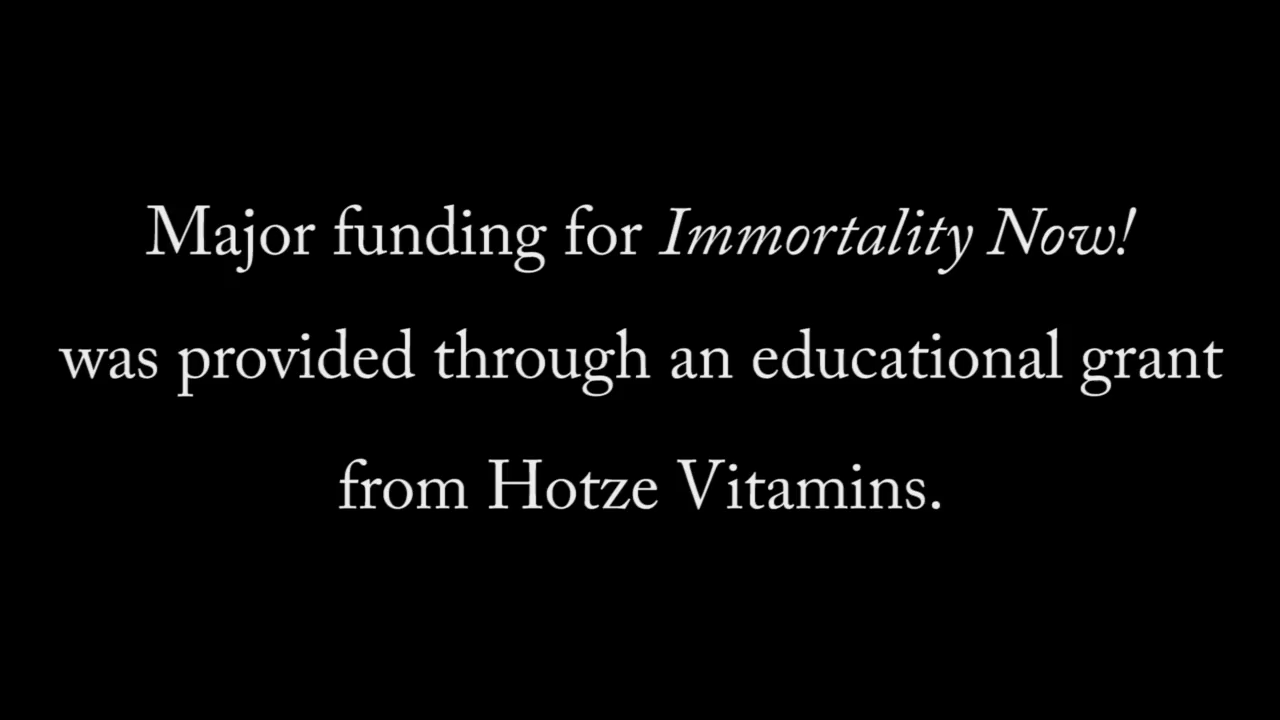 Major funding for Immortality Now!
was provided through an educational grant
from Hotze Vitamins.